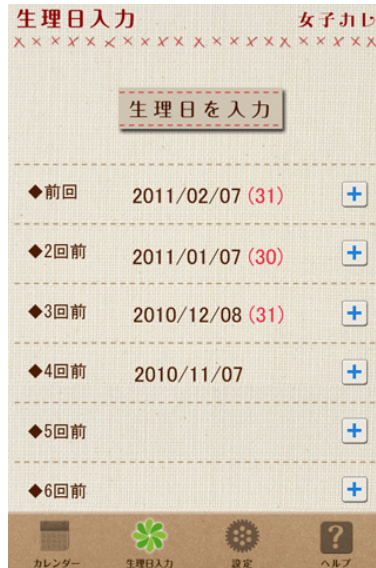 生理日入力 女子カレ
生理日を入力
◆前回 2011/02/07 (31)
◆2回前 2011/01/07 (30)
◆3回前 2010/12/08 (31)
◆4回前 2010/11/07
◆5回前
◆6回前
カレンダー 生理日入力 設定 ヘルプ